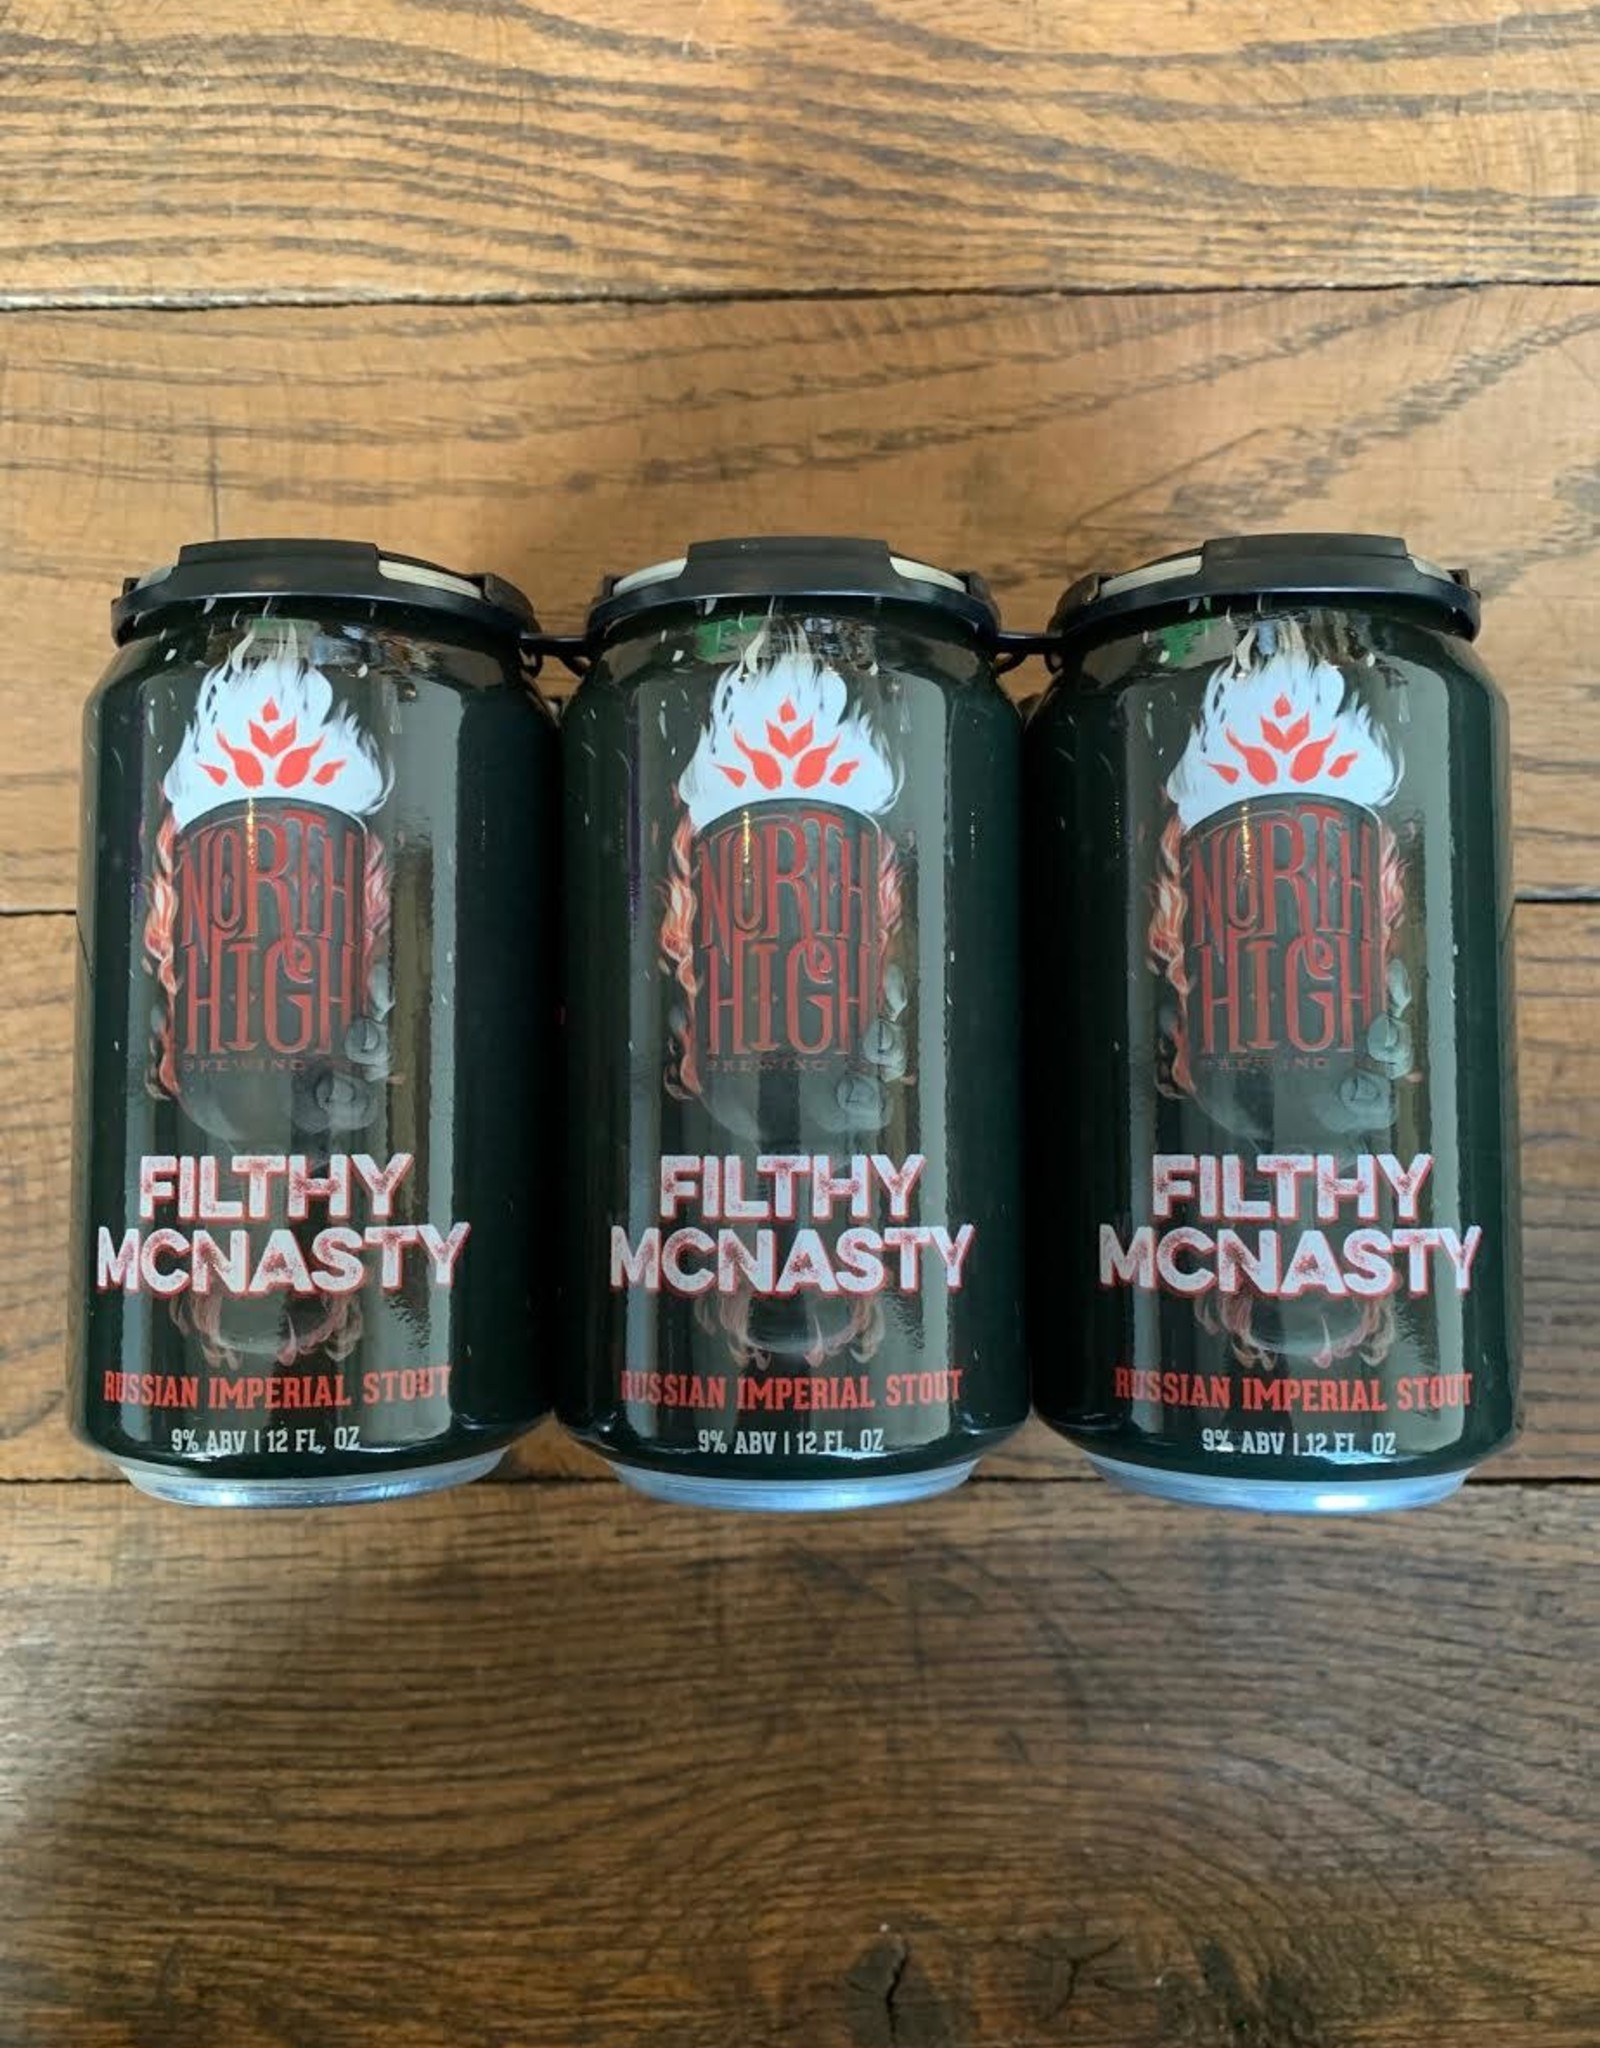 NORTH
HIGH
BREWING
FILTHY
MCNASTY
RUSSIAN IMPERIAL STOUT
9% ABV | 12 FL. OZ
NORTH
HIGH
BREWING
FILTHY
MCNASTY
RUSSIAN IMPERIAL STOUT
9% ABV | 12 FL. OZ
NORTH
HIGH
BREWING
FILTHY
MCNASTY
RUSSIAN IMPERIAL STOUT
9% ABV | 12 FL. OZ